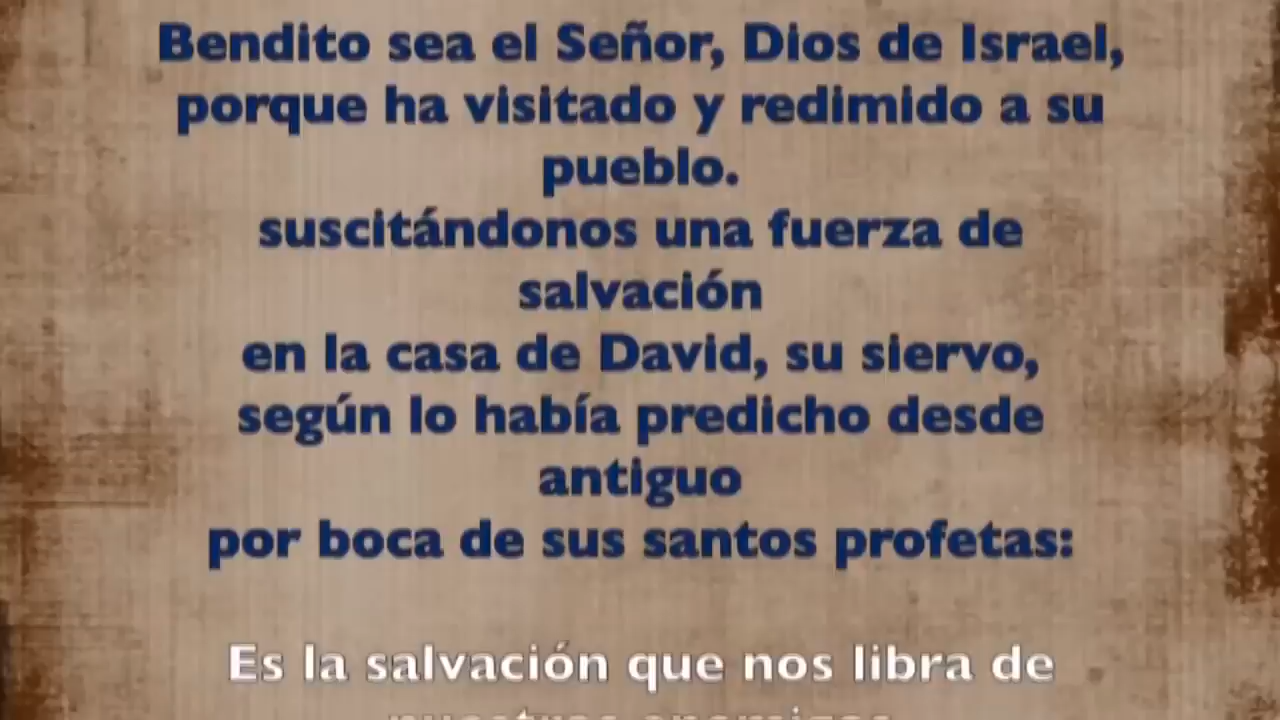 Bendito sea el Señor, Dios de Israel,
porque ha visitado y redimido a su
pueblo.
suscitándonos una fuerza de
salvación
en la casa de David, su siervo,
según lo había predicho desde
antiguo
por boca de sus santos profetas:
Es la salvación que nos libra de